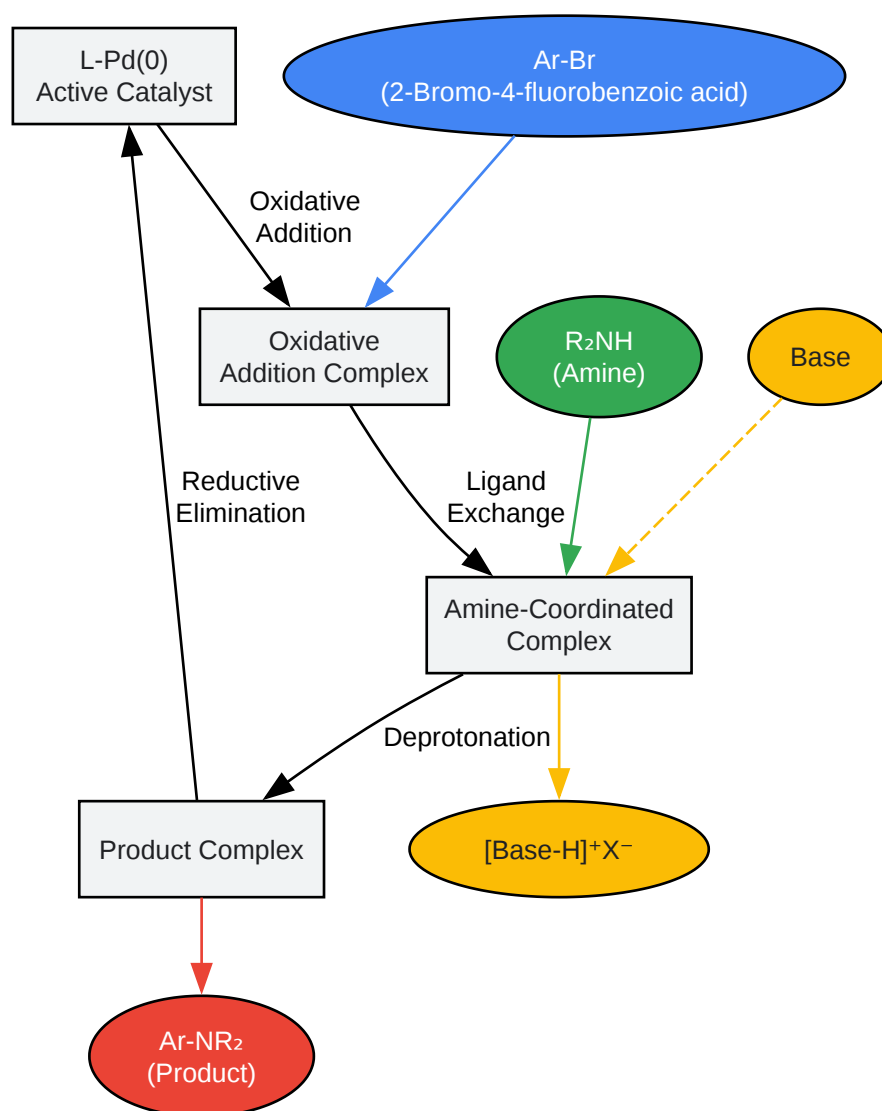 L-Pd(0)
Active Catalyst
Ar-Br
(2-Bromo-4-fluorobenzoic acid)
Oxidative
Addition
Oxidative
Addition Complex
R₂NH
(Amine)
Base
Reductive
Elimination
Ligand
Exchange
Amine-Coordinated
Complex
Deprotonation
Product Complex
[Base-H]⁺X⁻
Ar-NR₂
(Product)